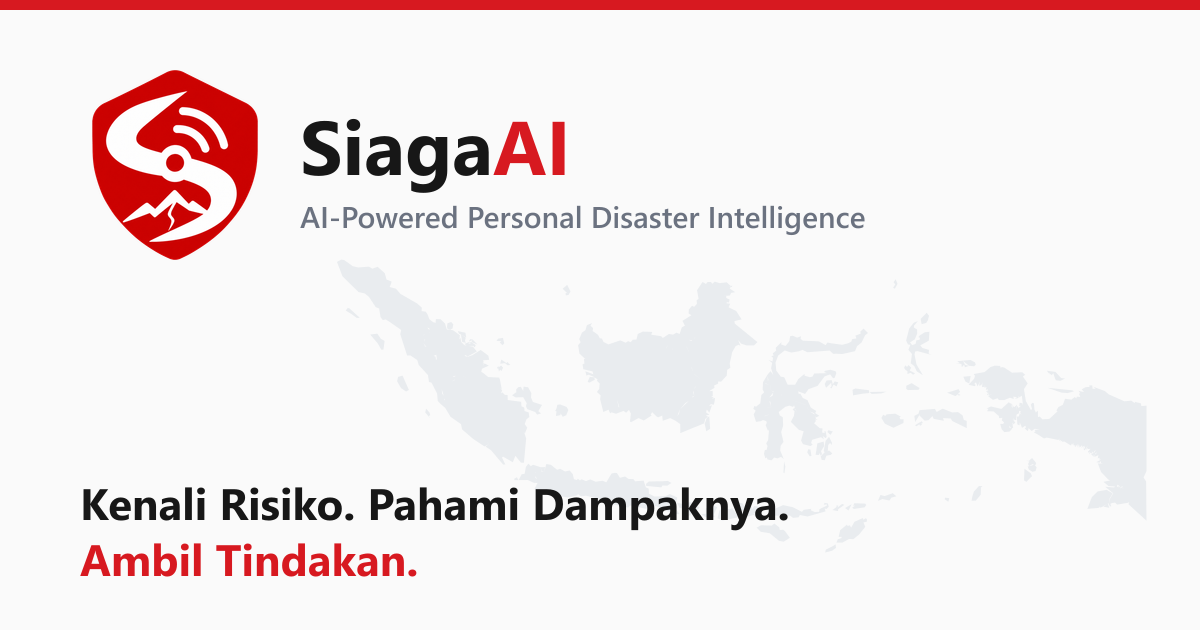 SiagaAI
AI-Powered Personal Disaster Intelligence
Kenali Risiko. Pahami Dampaknya.
Ambil Tindakan.